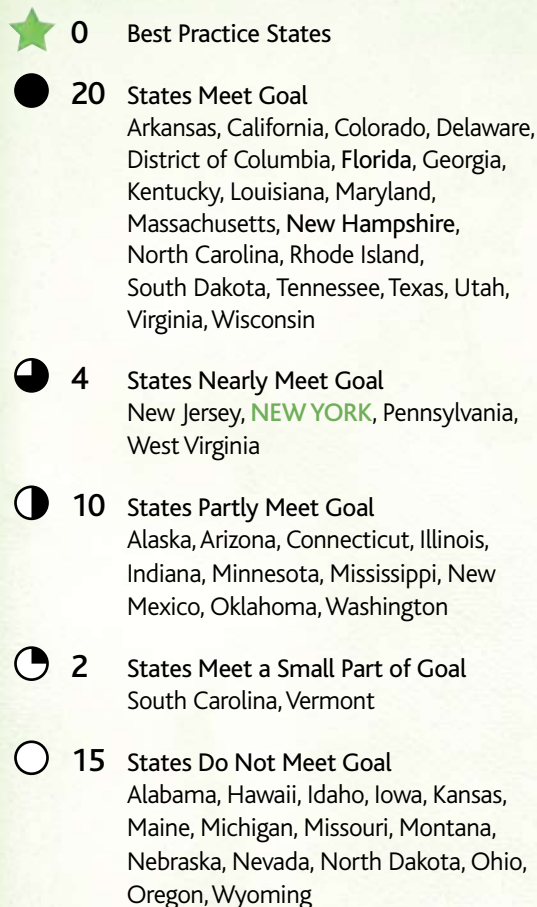 0 Best Practice States
20 States Meet Goal
Arkansas, California, Colorado, Delaware,
District of Columbia, Florida, Georgia,
Kentucky, Louisiana, Maryland,
Massachusetts, New Hampshire,
North Carolina, Rhode Island,
South Dakota, Tennessee, Texas, Utah,
Virginia, Wisconsin
4 States Nearly Meet Goal
New Jersey, NEW YORK, Pennsylvania,
West Virginia
10 States Partly Meet Goal
Alaska, Arizona, Connecticut, Illinois,
Indiana, Minnesota, Mississippi, New
Mexico, Oklahoma, Washington
2 States Meet a Small Part of Goal
South Carolina, Vermont
15 States Do Not Meet Goal
Alabama, Hawaii, Idaho, Iowa, Kansas,
Maine, Michigan, Missouri, Montana,
Nebraska, Nevada, North Dakota, Ohio,
Oregon, Wyoming